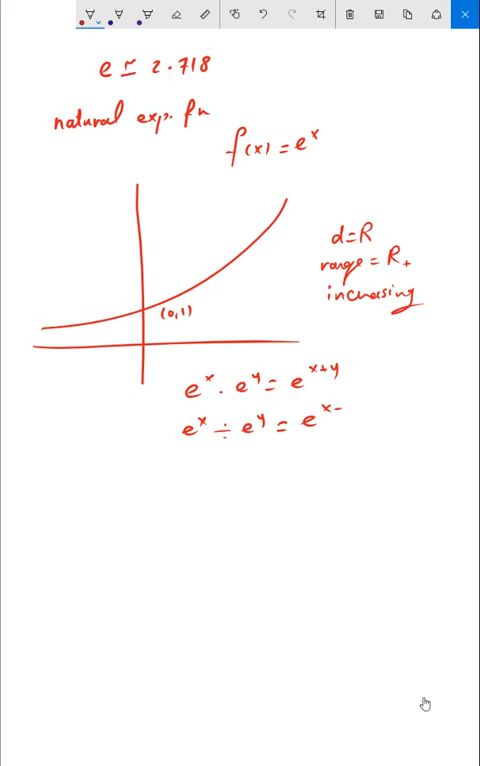 e ≃ 2.718
natural exp. fn
f(x) = e^x
d=R
range = R+
increasing
(0,1)
e^x . e^y = e^x+y
e^x ÷ e^y = e^x-